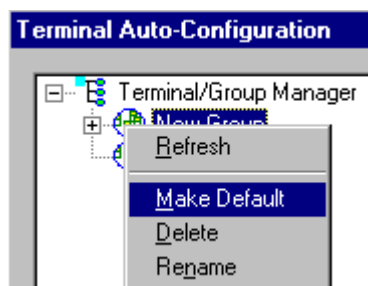 Terminal Auto-Configuration
Terminal/Group Manager
New Group
Refresh
Make Default
Delete
Rename